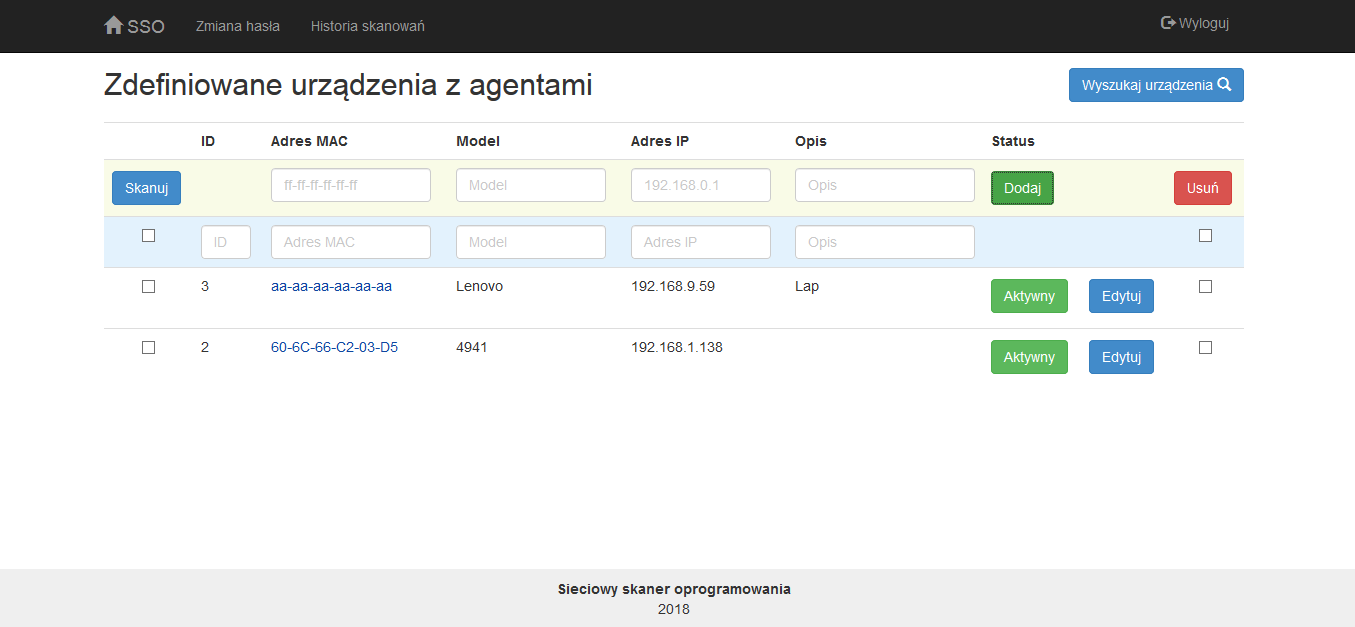 SSO Zmiana hasła Historia skanowań Wyloguj
Zdefiniowane urządzenia z agentami Wyszukaj urządzenia
ID Adres MAC Model Adres IP Opis Status
Skanuj ff-ff-ff-ff-ff-ff Model 192.168.0.1 Opis Dodaj Usuń
ID Adres MAC Model Adres IP Opis
3 aa-aa-aa-aa-aa-aa Lenovo 192.168.9.59 Lap Aktywny Edytuj
2 60-6C-66-C2-03-D5 4941 192.168.1.138 Aktywny Edytuj
Sieciowy skaner oprogramowania
2018